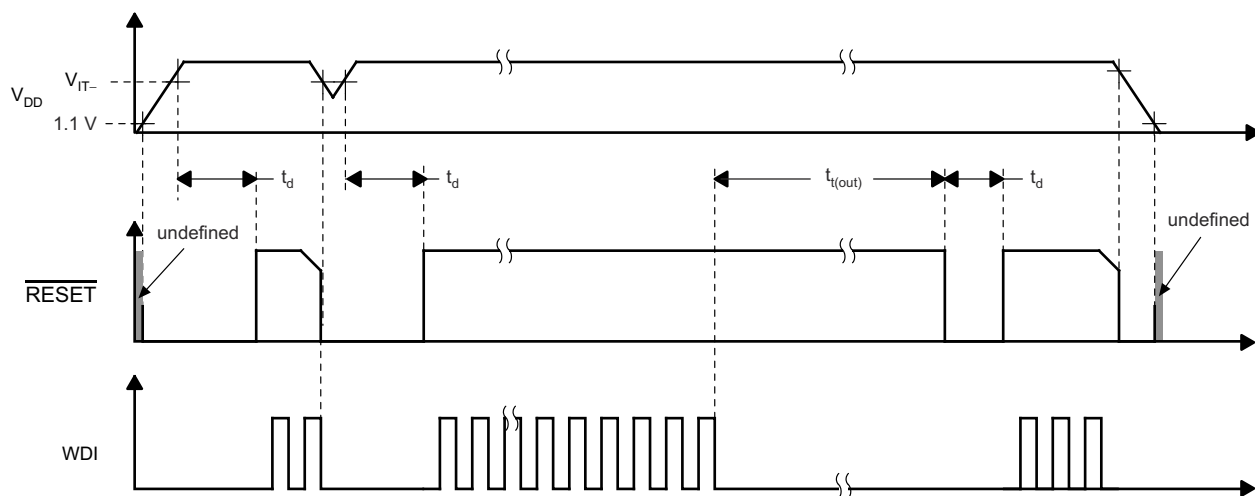 V_IT–
V_DD
1.1 V
t_d
t_d
t_t(out)
t_d
undefined
undefined
RESET
WDI